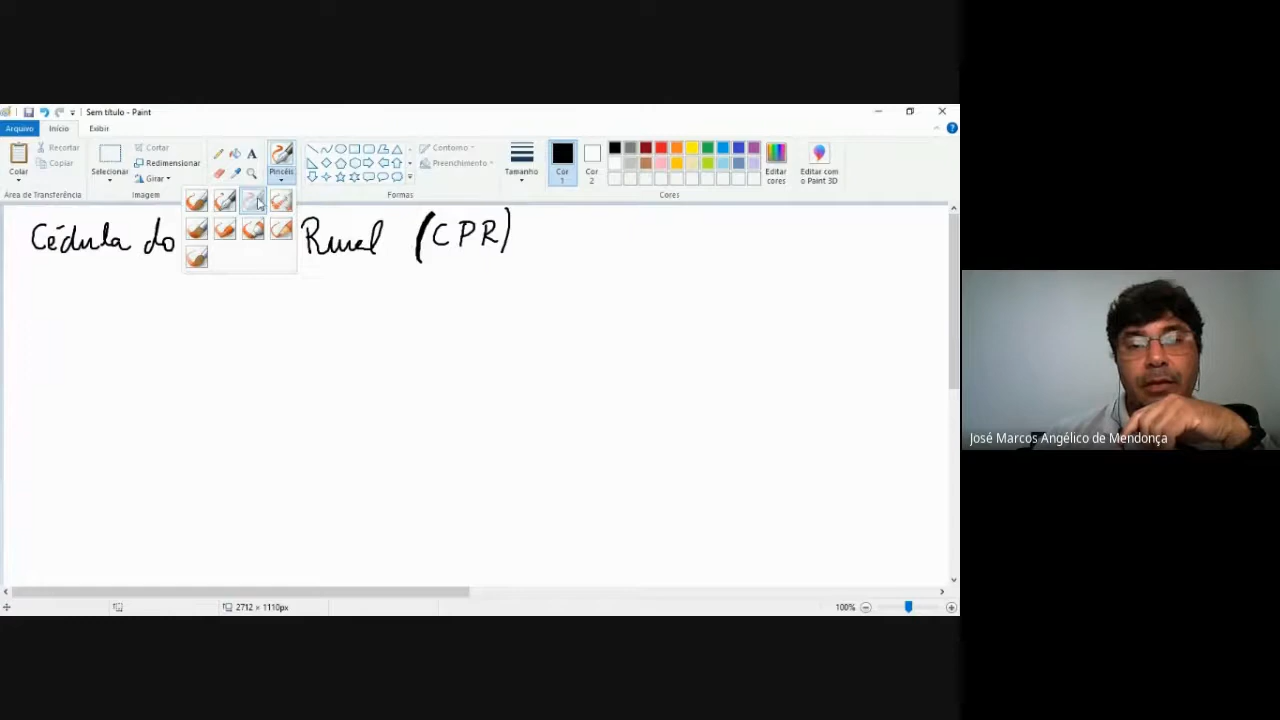 Sem título - Paint
Arquivo Início Exibir
Colar
Recortar
Copiar
Área de Transferência
Selecionar
Cortar
Redimensionar
Girar
Imagem
Pincéis
Contorno
Preenchimento
Formas
Tamanho
Cor 1
Cor 2
Editar cores
Editar com o Paint 3D
Cores
Cédula do Rural (CPR)
2712 × 1110px
100%
José Marcos Angélico de Mendonça